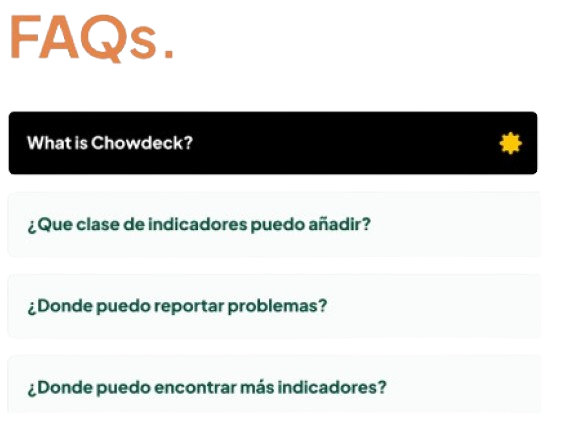 FAQs.
What is Chowdeck?
¿Que clase de indicadores puedo añadir?
¿Donde puedo reportar problemas?
¿Donde puedo encontrar más indicadores?